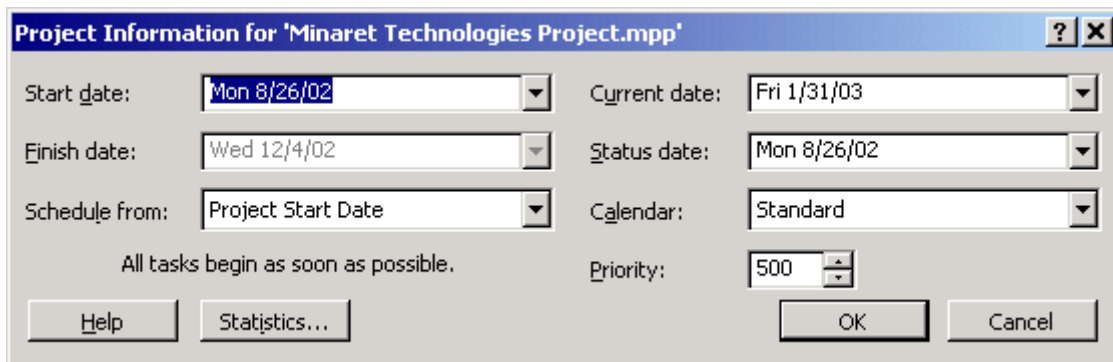 Project Information for 'Minaret Technologies Project.mpp'
Start date: Mon 8/26/02 Current date: Fri 1/31/03
Finish date: Wed 12/4/02 Status date: Mon 8/26/02
Schedule from: Project Start Date Calendar: Standard
All tasks begin as soon as possible. Priority: 500
Help Statistics... OK Cancel